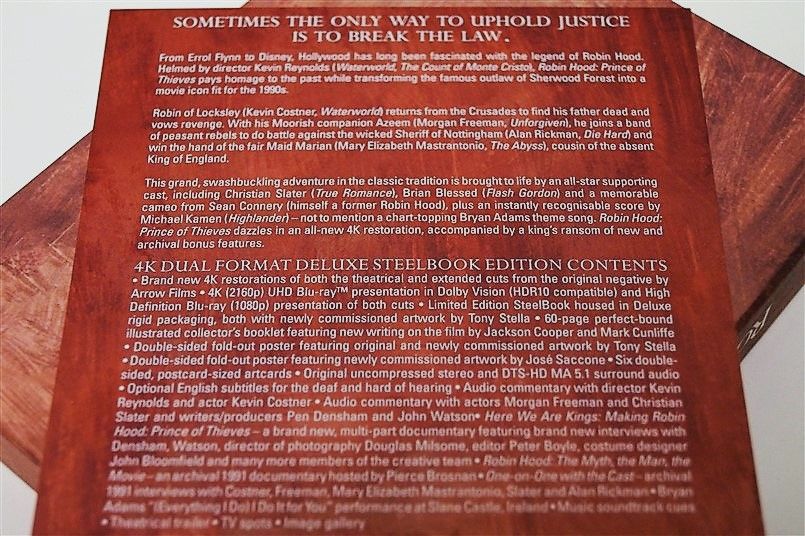 SOMETIMES THE ONLY WAY TO UPHOLD JUSTICE
IS TO BREAK THE LAW.
From Errol Flynn to Disney, Hollywood has long been fascinated with the legend of Robin Hood.
Helmed by director Kevin Reynolds (Waterworld, The Count of Monte Cristo), Robin Hood: Prince of
Thieves pays homage to the past while transforming the famous outlaw of Sherwood Forest into a
movie icon fit for the 1990s.
Robin of Locksley (Kevin Costner, Waterworld) returns from the Crusades to find his father dead and
vows revenge. With his Moorish companion Azeem (Morgan Freeman, Unforgiven), he joins a band
of peasant rebels to do battle against the wicked Sheriff of Nottingham (Alan Rickman, Die Hard) and
win the hand of the fair Maid Marian (Mary Elizabeth Mastrantonio, The Abyss), cousin of the absent
King of England.
This grand, swashbuckling adventure in the classic tradition is brought to life by an all-star supporting
cast, including Christian Slater (True Romance), Brian Blessed (Flash Gordon) and a memorable
cameo from Sean Connery (himself a former Robin Hood), plus an instantly recognisable score by
Michael Kamen (Highlander) – not to mention a chart-topping Bryan Adams theme song. Robin Hood:
Prince of Thieves dazzles in an all-new 4K restoration, accompanied by a king's ransom of new and
archival bonus features.
4K DUAL FORMAT DELUXE STEELBOOK EDITION CONTENTS
• Brand new 4K restorations of both the theatrical and extended cuts from the original negative by
Arrow Films • 4K (2160p) UHD Blu-ray™ presentation in Dolby Vision (HDR10 compatible) and High
Definition Blu-ray (1080p) presentation of both cuts • Limited Edition SteelBook housed in Deluxe
rigid packaging, both with newly commissioned artwork by Tony Stella • 60-page perfect-bound
illustrated collector's booklet featuring new writing on the film by Jackson Cooper and Mark Cunliffe
• Double-sided fold-out poster featuring original and newly commissioned artwork by Tony Stella
• Double-sided fold-out poster featuring newly commissioned artwork by José Saccone • Six double-
sided, postcard-sized artcards • Original uncompressed stereo and DTS-HD MA 5.1 surround audio
• Optional English subtitles for the deaf and hard of hearing • Audio commentary with director Kevin
Reynolds and actor Kevin Costner • Audio commentary with actors Morgan Freeman and Christian
Slater and writers/producers Pen Densham and John Watson • Here We Are Kings: Making Robin
Hood: Prince of Thieves – a brand new, multi-part documentary featuring brand new interviews with
Densham, Watson, director of photography Douglas Milsome, editor Peter Boyle, costume designer
John Bloomfield and many more members of the creative team • Robin Hood: The Myth, the Man, the
Movie – an archival 1991 documentary hosted by Pierce Brosnan • One-on-One with the Cast – archival
1991 interviews with Costner, Freeman, Mary Elizabeth Mastrantonio, Slater and Alan Rickman • Bryan
Adams "(Everything I Do) I Do It for You" performance at Slane Castle, Ireland • Music soundtrack cues
• Theatrical trailer • TV spots • Image gallery